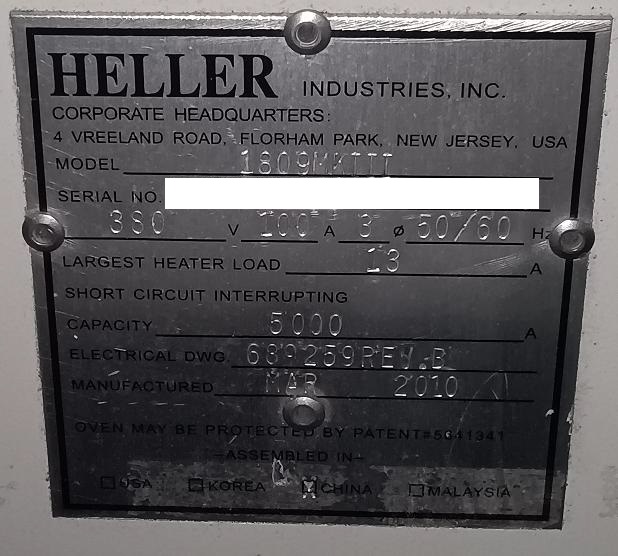 HELLER INDUSTRIES, INC.
CORPORATE HEADQUARTERS:
4 VREELAND ROAD, FLORHAM PARK, NEW JERSEY, USA
MODEL 1809MKIII
SERIAL NO.
380 V 100 A 3 ø 50/60 Hz
LARGEST HEATER LOAD 13 A
SHORT CIRCUIT INTERRUPTING
CAPACITY 5000 A
ELECTRICAL DWG. 689259REV.B
MANUFACTURED MAR 2010
OVEN MAY BE PROTECTED BY PATENT#5641341
—ASSEMBLED IN—
☐USA ☐KOREA ☑CHINA ☐MALAYSIA